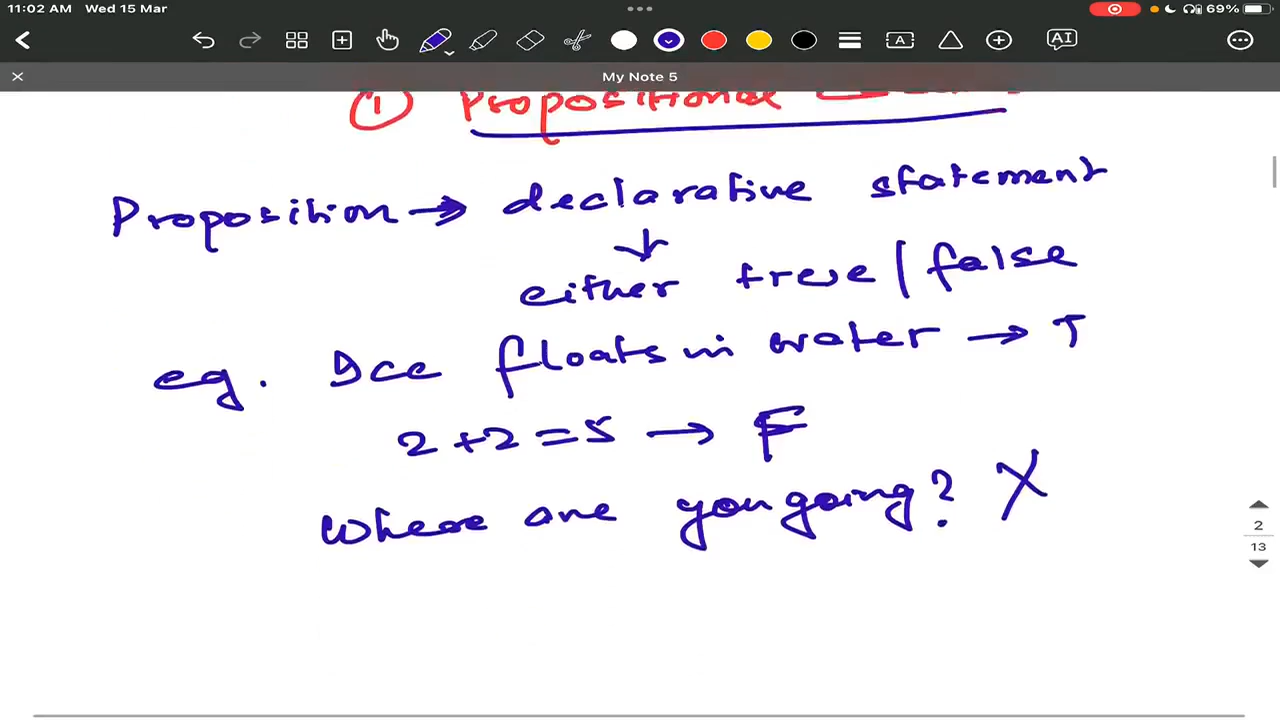 11:02 AM Wed 15 Mar
69%
A
AI
My Note 5
① Propositional
Proposition → declarative statement
↓
either true / false
eg. Ice floats in water → T
2 + 2 = 5 → F
Where are you going? X
2
13